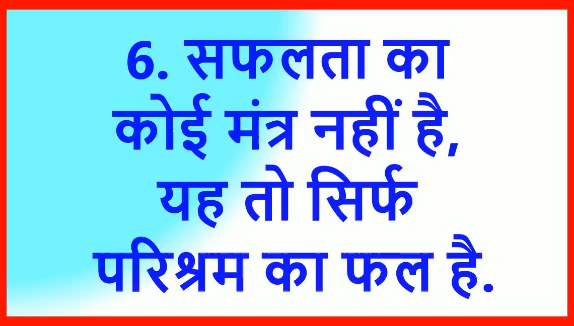 6. सफलता का
कोई मंत्र नहीं है,
यह तो सिर्फ
परिश्रम का फल है.